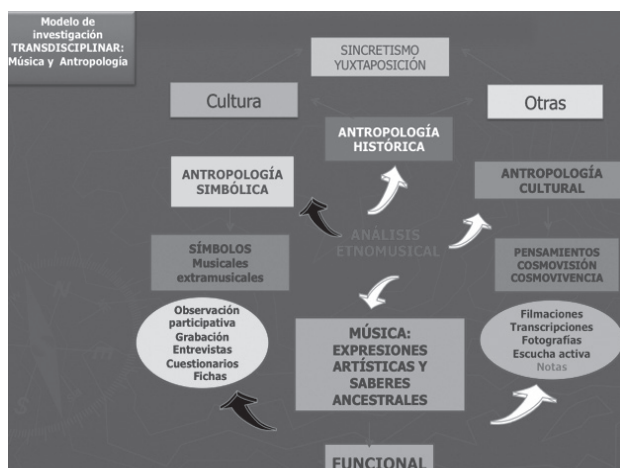 Modelo de
investigación
TRANSDISCIPLINAR:
Música y Antropología
SINCRETISMO
YUXTAPOSICIÓN
Cultura
Otras
ANTROPOLOGÍA
HISTÓRICA
ANTROPOLOGÍA
SIMBÓLICA
ANTROPOLOGÍA
CULTURAL
ANÁLISIS
ETNOMUSICAL
SÍMBOLOS
Musicales
extramusicales
PENSAMIENTOS
COSMOVISIÓN
COSMOVIVENCIA
Observación
participativa
Grabación
Entrevistas
Cuestionarios
Fichas
MÚSICA:
EXPRESIONES
ARTÍSTICAS Y
SABERES
ANCESTRALES
Filmaciones
Transcripciones
Fotografías
Escucha activa
Notas
FUNCIONAL